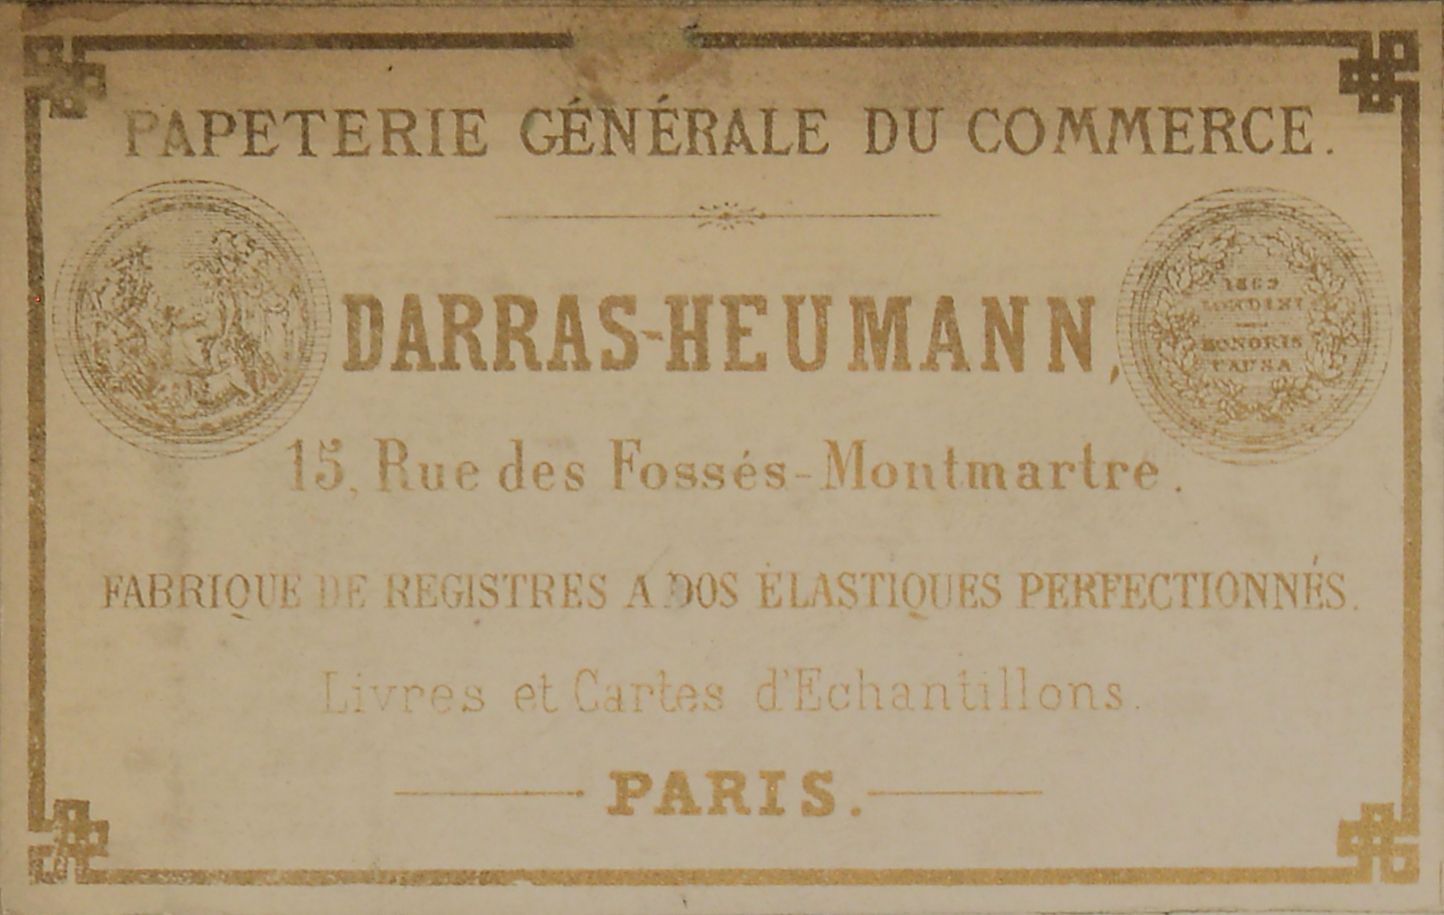 PAPETERIE GÉNÉRALE DU COMMERCE.
DARRAS-HEUMANN,
1862
LONDINI
HONORIS
CAUSA
15, Rue des Fossés-Montmartre.
FABRIQUE DE REGISTRES A DOS ÉLASTIQUES PERFECTIONNÉS.
Livres et Cartes d'Echantillons.
PARIS.